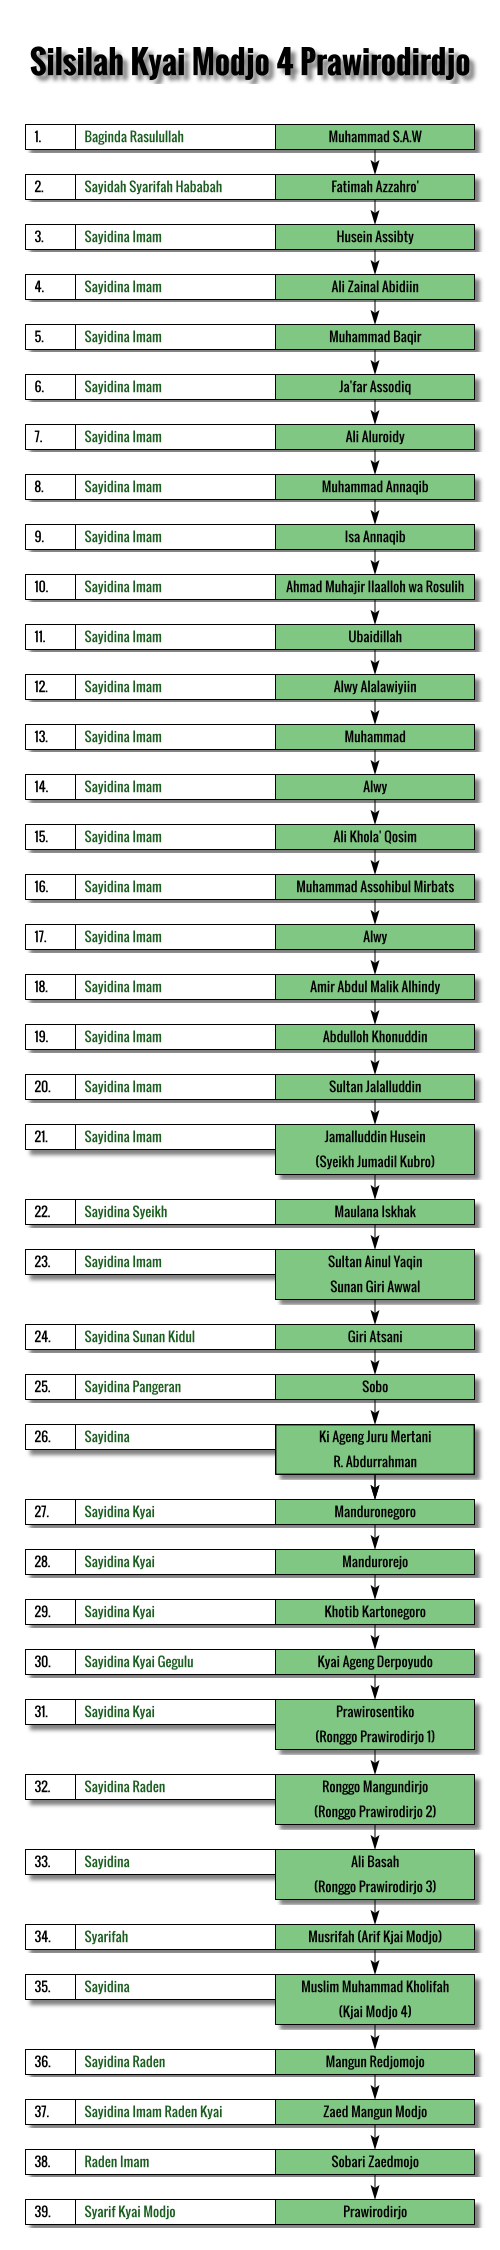 Silsilah Kyai Modjo 4 Prawirodirdjo
1. Baginda Rasulullah Muhammad S.A.W
2. Sayidah Syarifah Hababah Fatimah Azzahro'
3. Sayidina Imam Husein Assibty
4. Sayidina Imam Ali Zainal Abidiin
5. Sayidina Imam Muhammad Baqir
6. Sayidina Imam Ja'far Assodiq
7. Sayidina Imam Ali Aluroidy
8. Sayidina Imam Muhammad Annaqib
9. Sayidina Imam Isa Annaqib
10. Sayidina Imam Ahmad Muhajir Ilaalloh wa Rosulih
11. Sayidina Imam Ubaidillah
12. Sayidina Imam Alwy Alalawiyiin
13. Sayidina Imam Muhammad
14. Sayidina Imam Alwy
15. Sayidina Imam Ali Khola' Qosim
16. Sayidina Imam Muhammad Assohibul Mirbats
17. Sayidina Imam Alwy
18. Sayidina Imam Amir Abdul Malik Alhindy
19. Sayidina Imam Abdulloh Khonuddin
20. Sayidina Imam Sultan Jalalluddin
21. Sayidina Imam Jamalluddin Husein
(Syeikh Jumadil Kubro)
22. Sayidina Syeikh Maulana Iskhak
23. Sayidina Imam Sultan Ainul Yaqin
Sunan Giri Awwal
24. Sayidina Sunan Kidul Giri Atsani
25. Sayidina Pangeran Sobo
26. Sayidina Ki Ageng Juru Mertani
R. Abdurrahman
27. Sayidina Kyai Manduronegoro
28. Sayidina Kyai Mandurorejo
29. Sayidina Kyai Khotib Kartonegoro
30. Sayidina Kyai Gegulu Kyai Ageng Derpoyudo
31. Sayidina Kyai Prawirosentiko
(Ronggo Prawirodirjo 1)
32. Sayidina Raden Ronggo Mangundirjo
(Ronggo Prawirodirjo 2)
33. Sayidina Ali Basah
(Ronggo Prawirodirjo 3)
34. Syarifah Musrifah (Arif Kjai Modjo)
35. Sayidina Muslim Muhammad Kholifah
(Kjai Modjo 4)
36. Sayidina Raden Mangun Redjomojo
37. Sayidina Imam Raden Kyai Zaed Mangun Modjo
38. Raden Imam Sobari Zaedmojo
39. Syarif Kyai Modjo Prawirodirjo